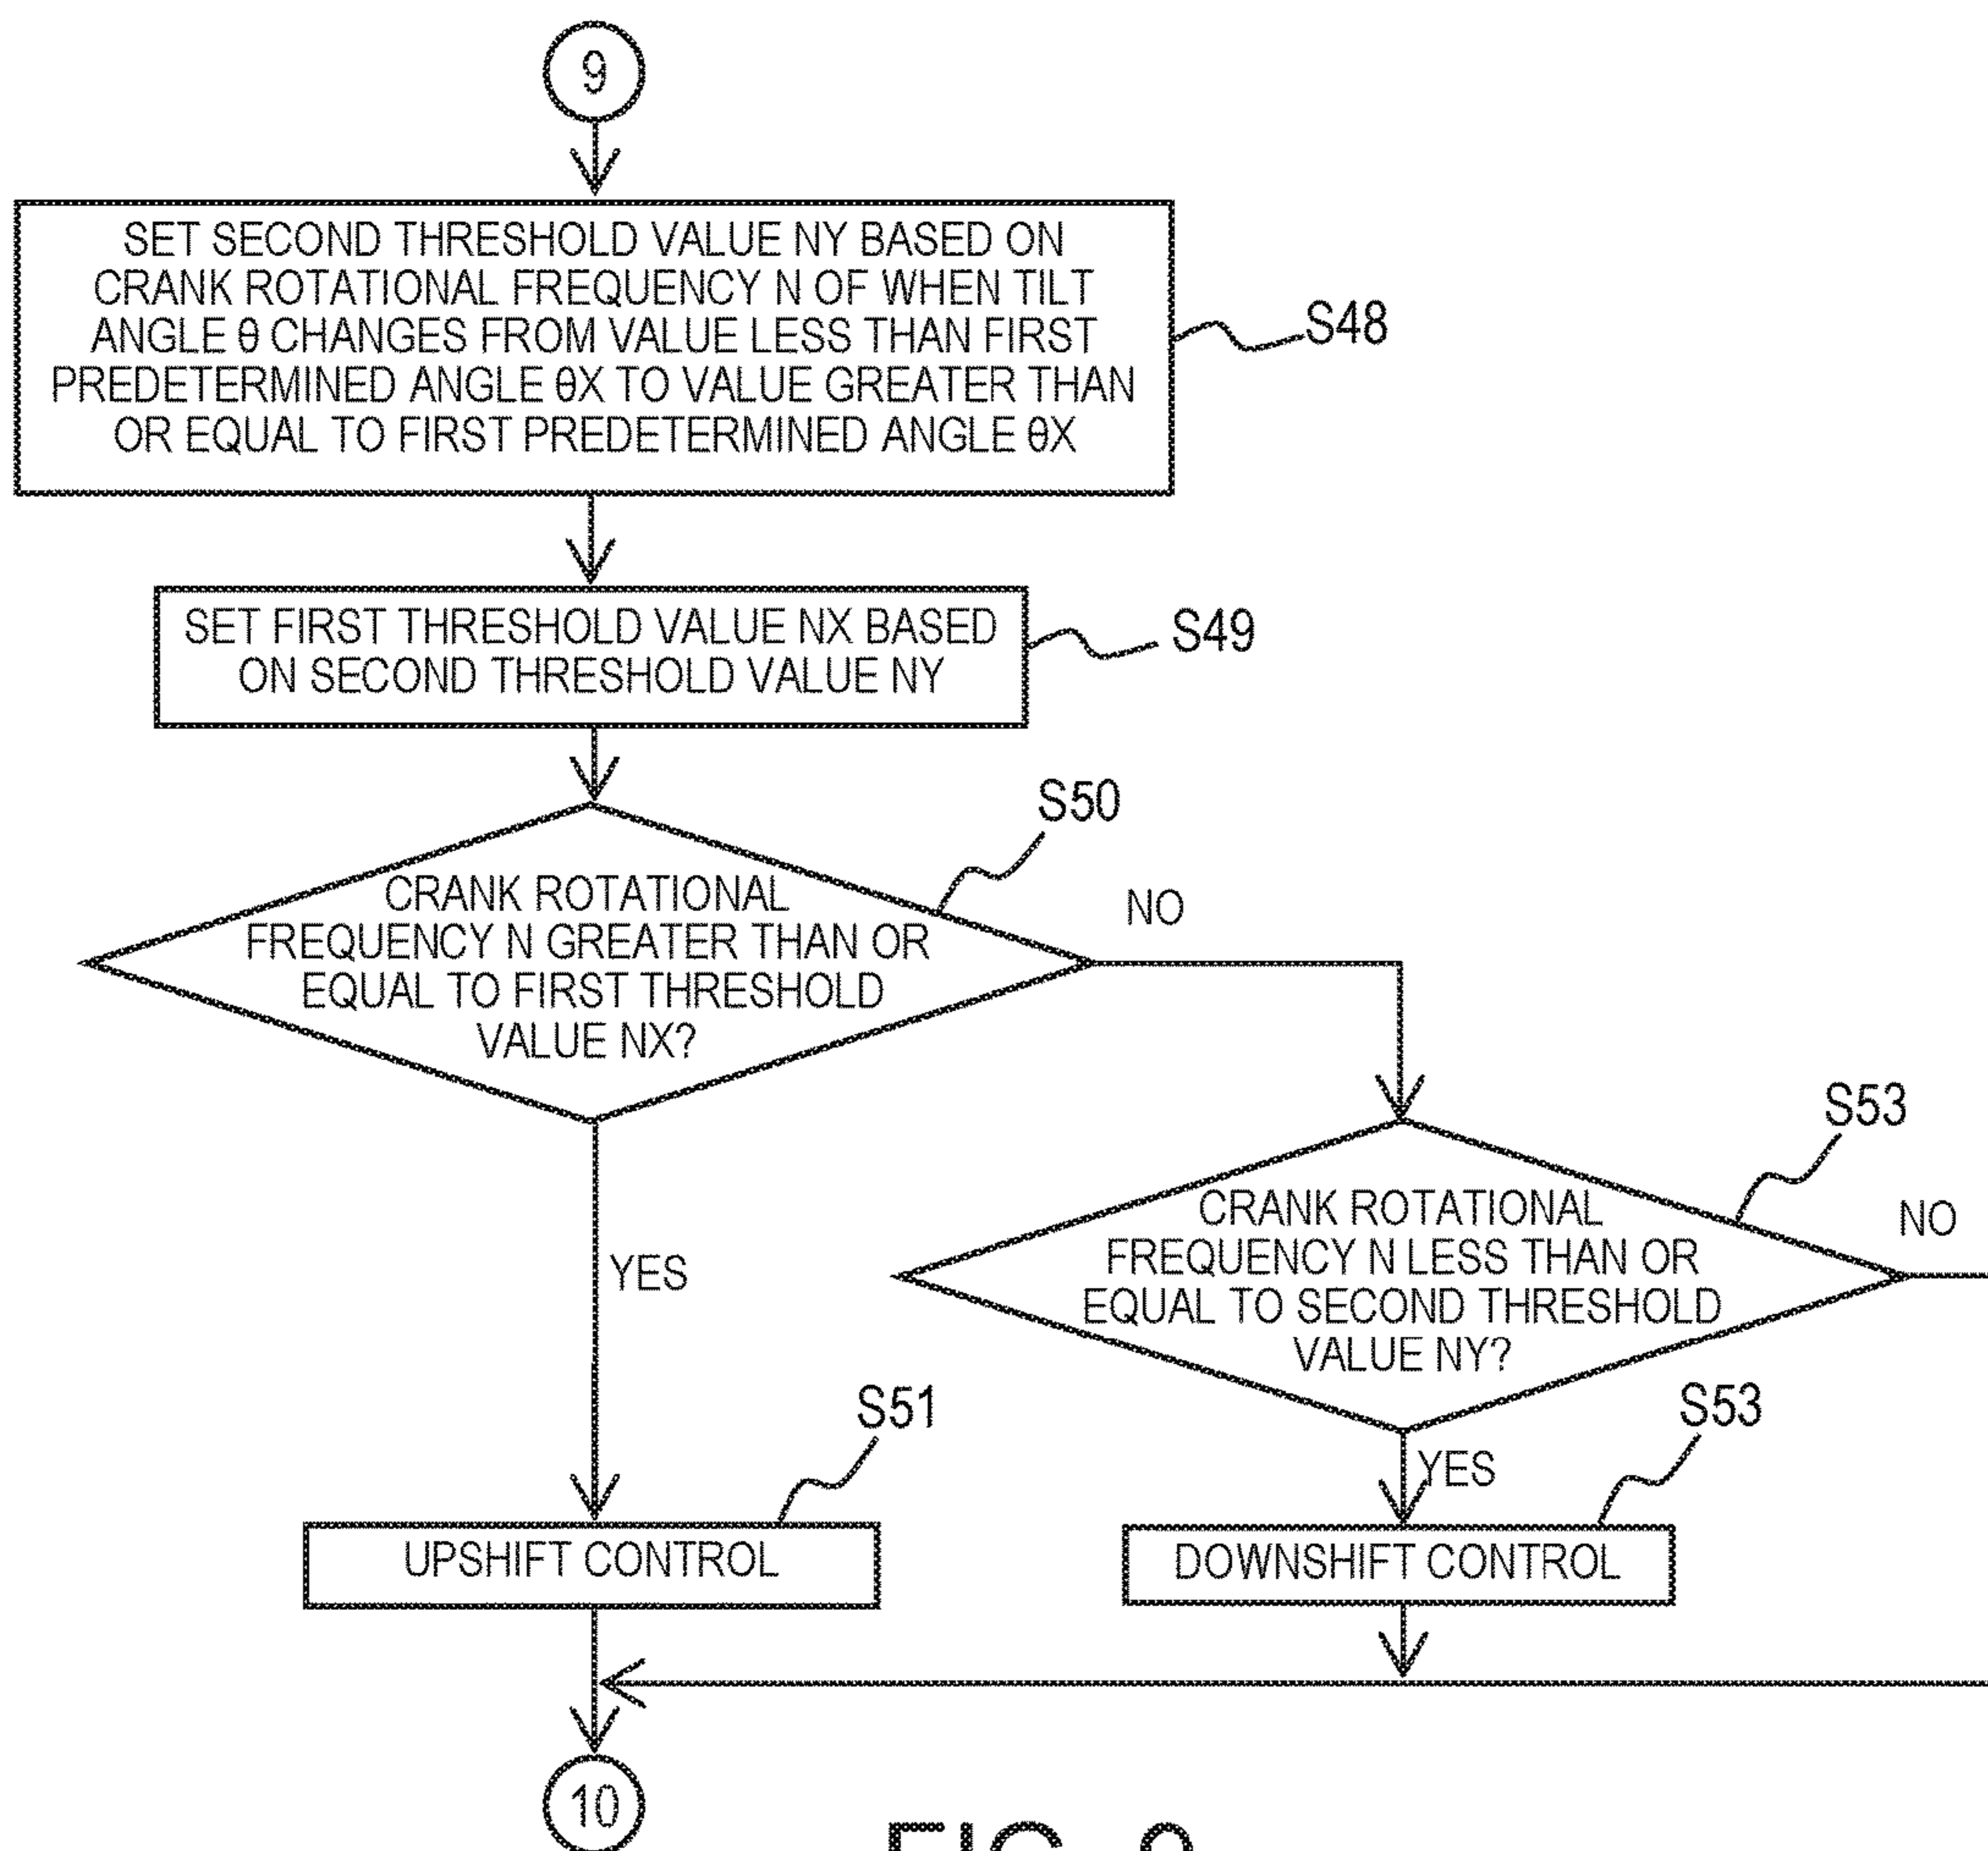 9
SET SECOND THRESHOLD VALUE NY BASED ON
CRANK ROTATIONAL FREQUENCY N OF WHEN TILT
ANGLE θ CHANGES FROM VALUE LESS THAN FIRST
PREDETERMINED ANGLE θX TO VALUE GREATER THAN
OR EQUAL TO FIRST PREDETERMINED ANGLE θX
S48
SET FIRST THRESHOLD VALUE NX BASED
ON SECOND THRESHOLD VALUE NY
S49
S50
CRANK ROTATIONAL
FREQUENCY N GREATER THAN OR
EQUAL TO FIRST THRESHOLD
VALUE NX?
NO
YES
S53
CRANK ROTATIONAL
FREQUENCY N LESS THAN OR
EQUAL TO SECOND THRESHOLD
VALUE NY?
NO
YES
S51
UPSHIFT CONTROL
S53
DOWNSHIFT CONTROL
10
FIG.